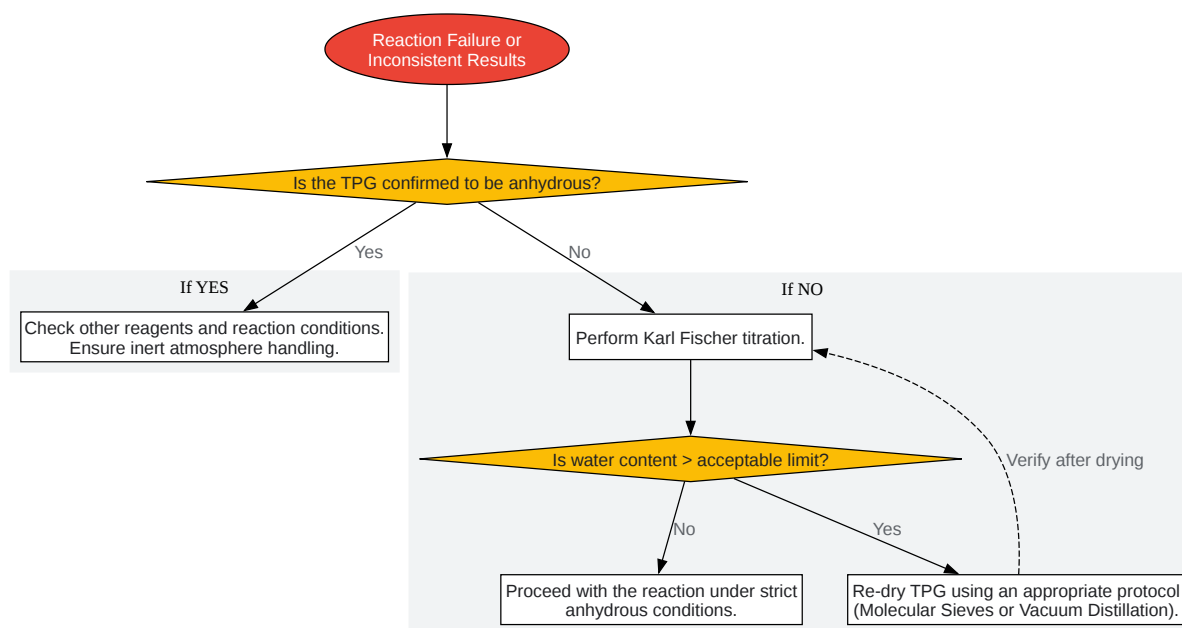 Reaction Failure or
Inconsistent Results
Is the TPG confirmed to be anhydrous?
Yes
No
If YES
If NO
Check other reagents and reaction conditions.
Ensure inert atmosphere handling.
Perform Karl Fischer titration.
Is water content > acceptable limit?
Verify after drying
No
Yes
Proceed with the reaction under strict
anhydrous conditions.
Re-dry TPG using an appropriate protocol
(Molecular Sieves or Vacuum Distillation).